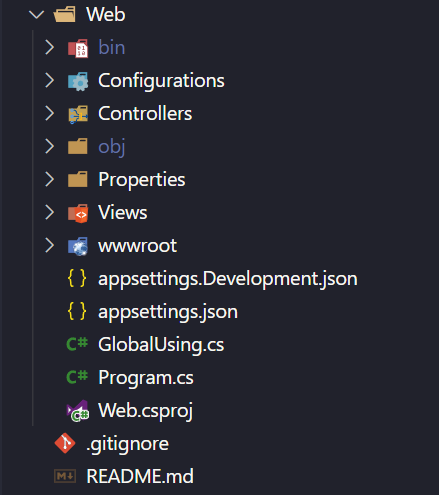 Web
bin
Configurations
Controllers
obj
Properties
Views
wwwroot
{ } appsettings.Development.json
{ } appsettings.json
C# GlobalUsing.cs
C# Program.cs
Web.csproj
.gitignore
README.md